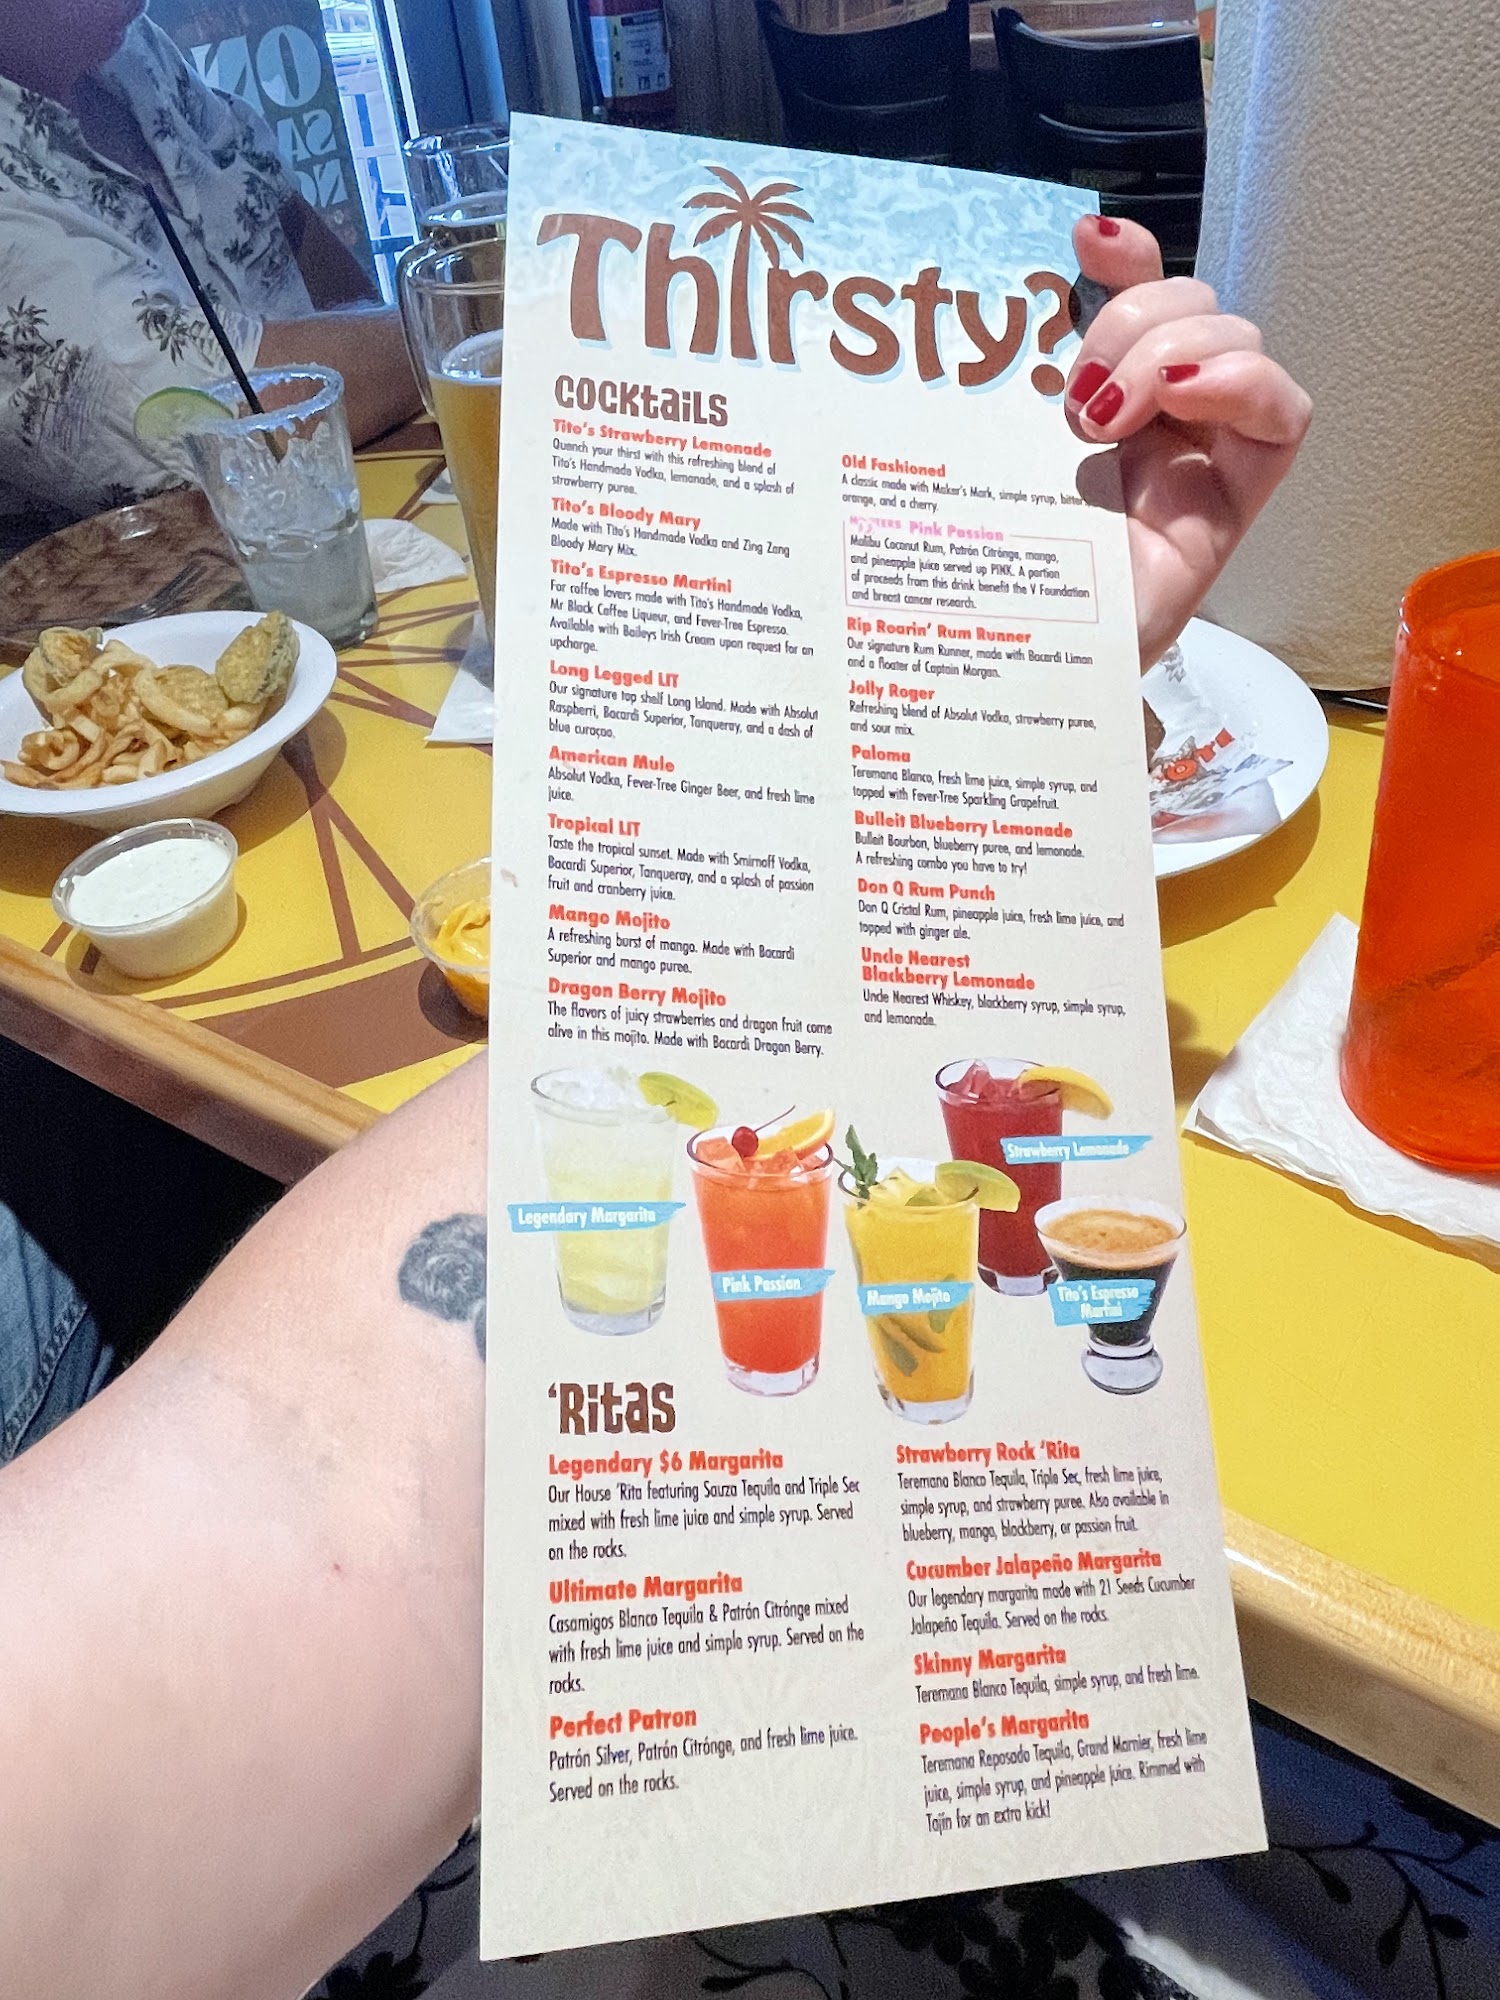 Thirsty?
Cocktails
Tito's Strawberry Lemonade
Quench your thirst with this refreshing blend of
Tito's Handmade Vodka, lemonade, and a splash of
strawberry puree.
Tito's Bloody Mary
Made with Tito's Handmade Vodka and Zing Zang
Bloody Mary Mix.
Tito's Espresso Martini
For coffee lovers made with Tito's Handmade Vodka,
Mr Black Coffee Liqueur, and Fever-Tree Espresso.
Available with Baileys Irish Cream upon request for an
upcharge.
Long Legged LIT
Our signature top shelf Long Island. Made with Absolut
Raspberri, Bacardi Superior, Tanqueray, and a dash of
blue curaçao.
American Mule
Absolut Vodka, Fever-Tree Ginger Beer, and fresh lime
juice.
Tropical LIT
Taste the tropical sunset. Made with Smirnoff Vodka,
Bacardi Superior, Tanqueray, and a splash of passion
fruit and cranberry juice.
Mango Mojito
A refreshing burst of mango. Made with Bacardi
Superior and mango puree.
Dragon Berry Mojito
The flavors of juicy strawberries and dragon fruit come
alive in this mojito. Made with Bacardi Dragon Berry.
Old Fashioned
A classic made with Maker's Mark, simple syrup, bitter
orange, and a cherry.
HOOTERS Pink Passion
Malibu Coconut Rum, Patrón Citrónge, mango,
and pineapple juice served up PINK. A portion
of proceeds from this drink benefit the V Foundation
and breast cancer research.
Rip Roarin' Rum Runner
Our signature Rum Runner, made with Bacardi Limon
and a floater of Captain Morgan.
Jolly Roger
Refreshing blend of Absolut Vodka, strawberry puree,
and sour mix.
Paloma
Teremana Blanco, fresh lime juice, simple syrup, and
topped with Fever-Tree Sparkling Grapefruit.
Bulleit Blueberry Lemonade
Bulleit Bourbon, blueberry puree, and lemonade.
A refreshing combo you have to try!
Don Q Rum Punch
Don Q Cristal Rum, pineapple juice, fresh lime juice, and
topped with ginger ale.
Uncle Nearest
Blackberry Lemonade
Uncle Nearest Whiskey, blackberry syrup, simple syrup,
and lemonade.
Strawberry Lemonade
Legendary Margarita
Pink Passion
Mango Mojito
Tito's Espresso
Martini
'Ritas
Legendary $6 Margarita
Our House 'Rita featuring Sauza Tequila and Triple Sec
mixed with fresh lime juice and simple syrup. Served
on the rocks.
Ultimate Margarita
Casamigos Blanco Tequila & Patrón Citrónge mixed
with fresh lime juice and simple syrup. Served on the
rocks.
Perfect Patron
Patrón Silver, Patrón Citrónge, and fresh lime juice.
Served on the rocks.
Strawberry Rock 'Rita
Teremana Blanco Tequila, Triple Sec, fresh lime juice,
simple syrup, and strawberry puree. Also available in
blueberry, mango, blackberry, or passion fruit.
Cucumber Jalapeño Margarita
Our legendary margarita made with 21 Seeds Cucumber
Jalapeño Tequila. Served on the rocks.
Skinny Margarita
Teremana Blanco Tequila, simple syrup, and fresh lime.
People's Margarita
Teremana Reposado Tequila, Grand Marnier, fresh lime
juice, simple syrup, and pineapple juice. Rimmed with
Tajín for an extra kick!